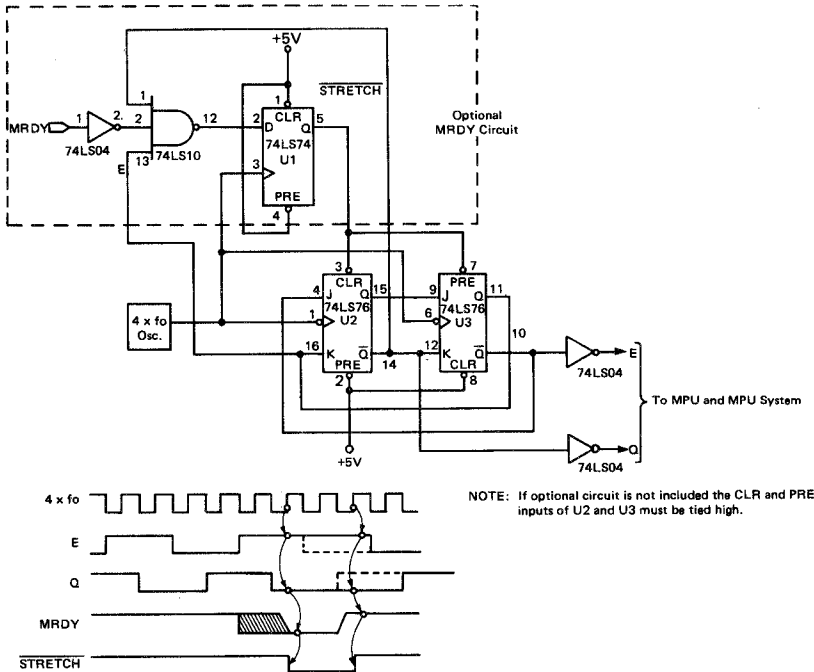 +5V
STRETCH
Optional
MRDY Circuit
1
1
CLR
MRDY
1
2.
2
12
2
D
Q
5
74LS04
13
74LS10
74LS74
U1
E
3
PRE
4
3
CLR
7
PRE
4
J
Q
15
9
J
Q
11
74LS76
U2
74LS76
U3
4 x fo
Osc.
1
6
10
16
K
Q
12
K
Q
E
PRE
14
CLR
74LS04
2
8
To MPU and MPU System
Q
+5V
74LS04
4 x fo
NOTE: If optional circuit is not included the CLR and PRE
inputs of U2 and U3 must be tied high.
E
Q
MRDY
STRETCH